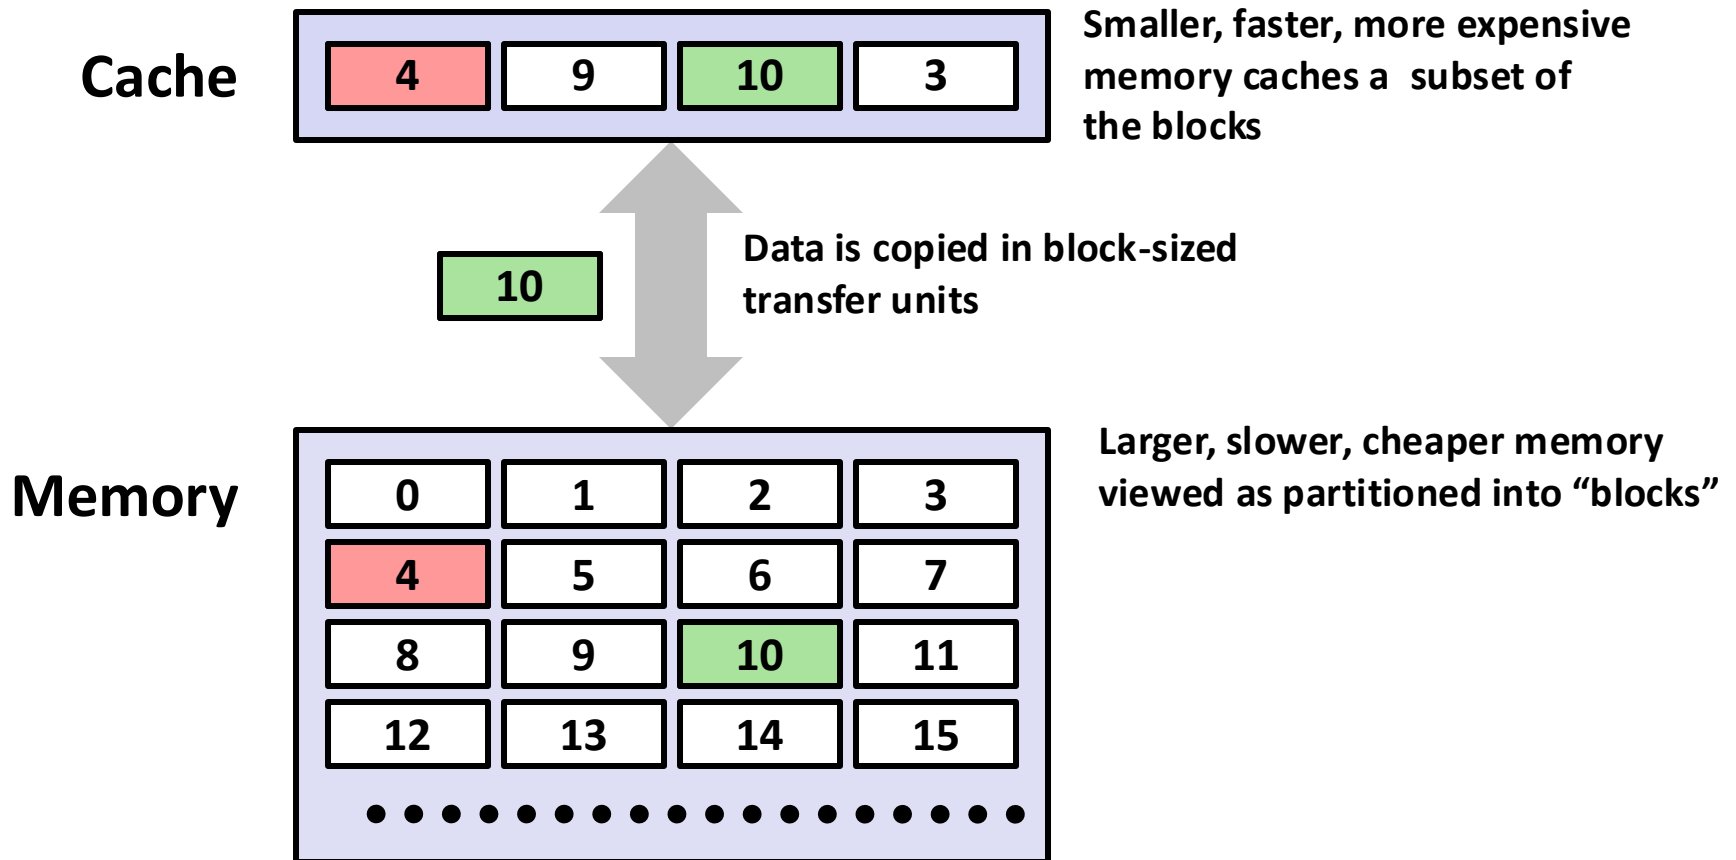 Cache
4 9 10 3
Smaller, faster, more expensive
memory caches a subset of
the blocks
10
Data is copied in block-sized
transfer units
Memory
0 1 2 3
4 5 6 7
8 9 10 11
12 13 14 15
Larger, slower, cheaper memory
viewed as partitioned into “blocks”